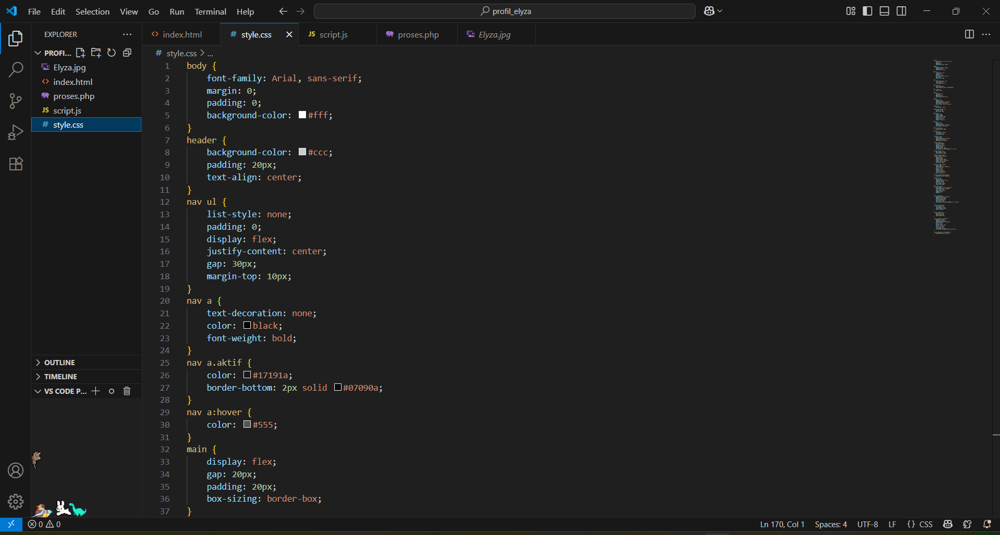 File Edit Selection View Go Run Terminal Help profil_elyza
EXPLORER
PROFI...
Elyza.jpg
index.html
proses.php
JS script.js
# style.css
OUTLINE
TIMELINE
VS CODE P...
index.html # style.css JS script.js proses.php Elyza.jpg
# style.css > ...
1 body {
2 font-family: Arial, sans-serif;
3 margin: 0;
4 padding: 0;
5 background-color: #fff;
6 }
7 header {
8 background-color: #ccc;
9 padding: 20px;
10 text-align: center;
11 }
12 nav ul {
13 list-style: none;
14 padding: 0;
15 display: flex;
16 justify-content: center;
17 gap: 30px;
18 margin-top: 10px;
19 }
20 nav a {
21 text-decoration: none;
22 color: black;
23 font-weight: bold;
24 }
25 nav a.aktif {
26 color: #17191a;
27 border-bottom: 2px solid #07090a;
28 }
29 nav a:hover {
30 color: #555;
31 }
32 main {
33 display: flex;
34 gap: 20px;
35 padding: 20px;
36 box-sizing: border-box;
37 }
0 0 Ln 170, Col 1 Spaces: 4 UTF-8 LF {} CSS